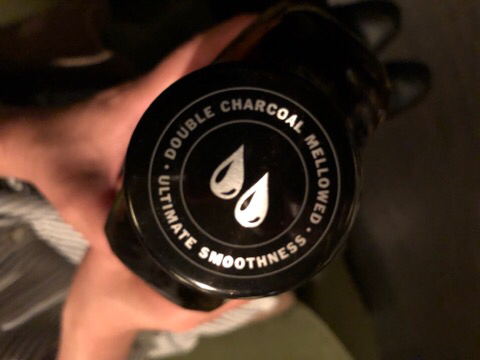 · DOUBLE CHARCOAL MELLOWED ·
ULTIMATE SMOOTHNESS